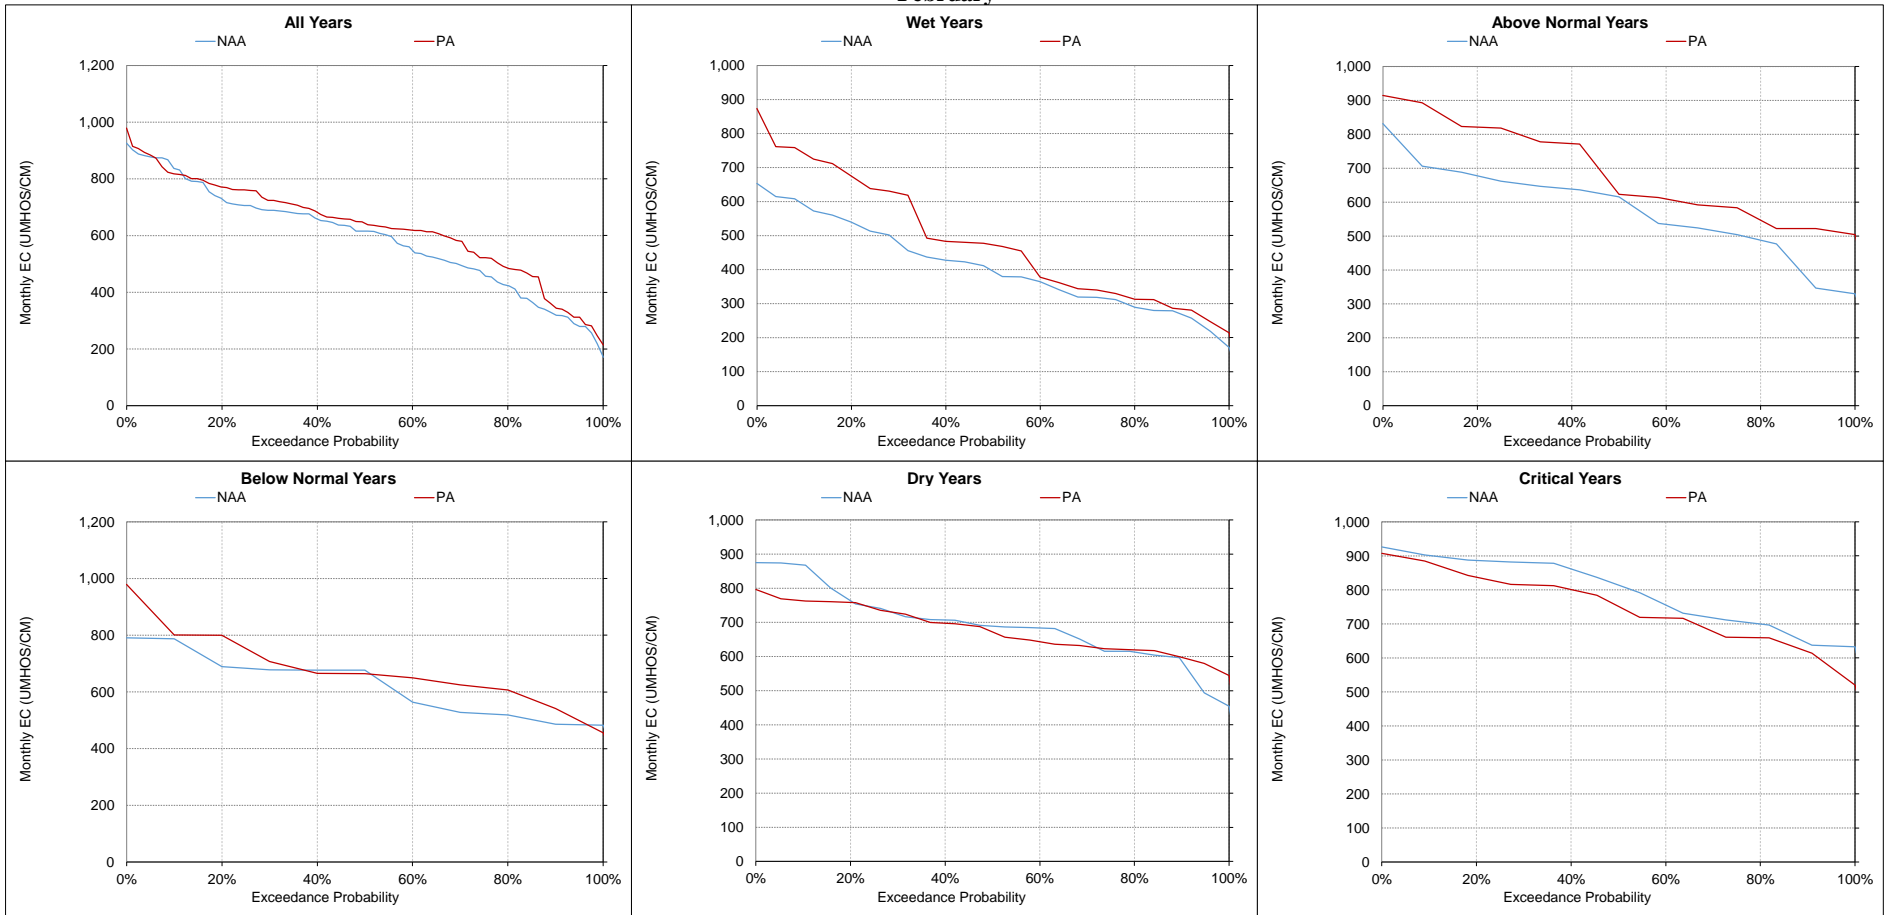 February
All Years
NAA PA
Monthly EC (UMHOS/CM)
1,200
1,000
800
600
400
200
0
0% 20% 40% 60% 80% 100%
Exceedance Probability
Wet Years
NAA PA
Monthly EC (UMHOS/CM)
1,000
900
800
700
600
500
400
300
200
100
0
0% 20% 40% 60% 80% 100%
Exceedance Probability
Above Normal Years
NAA PA
Monthly EC (UMHOS/CM)
1,000
900
800
700
600
500
400
300
200
100
0
0% 20% 40% 60% 80% 100%
Exceedance Probability
Below Normal Years
NAA PA
Monthly EC (UMHOS/CM)
1,200
1,000
800
600
400
200
0
0% 20% 40% 60% 80% 100%
Exceedance Probability
Dry Years
NAA PA
Monthly EC (UMHOS/CM)
1,000
900
800
700
600
500
400
300
200
100
0
0% 20% 40% 60% 80% 100%
Exceedance Probability
Critical Years
NAA PA
Monthly EC (UMHOS/CM)
1,000
900
800
700
600
500
400
300
200
100
0
0% 20% 40% 60% 80% 100%
Exceedance Probability